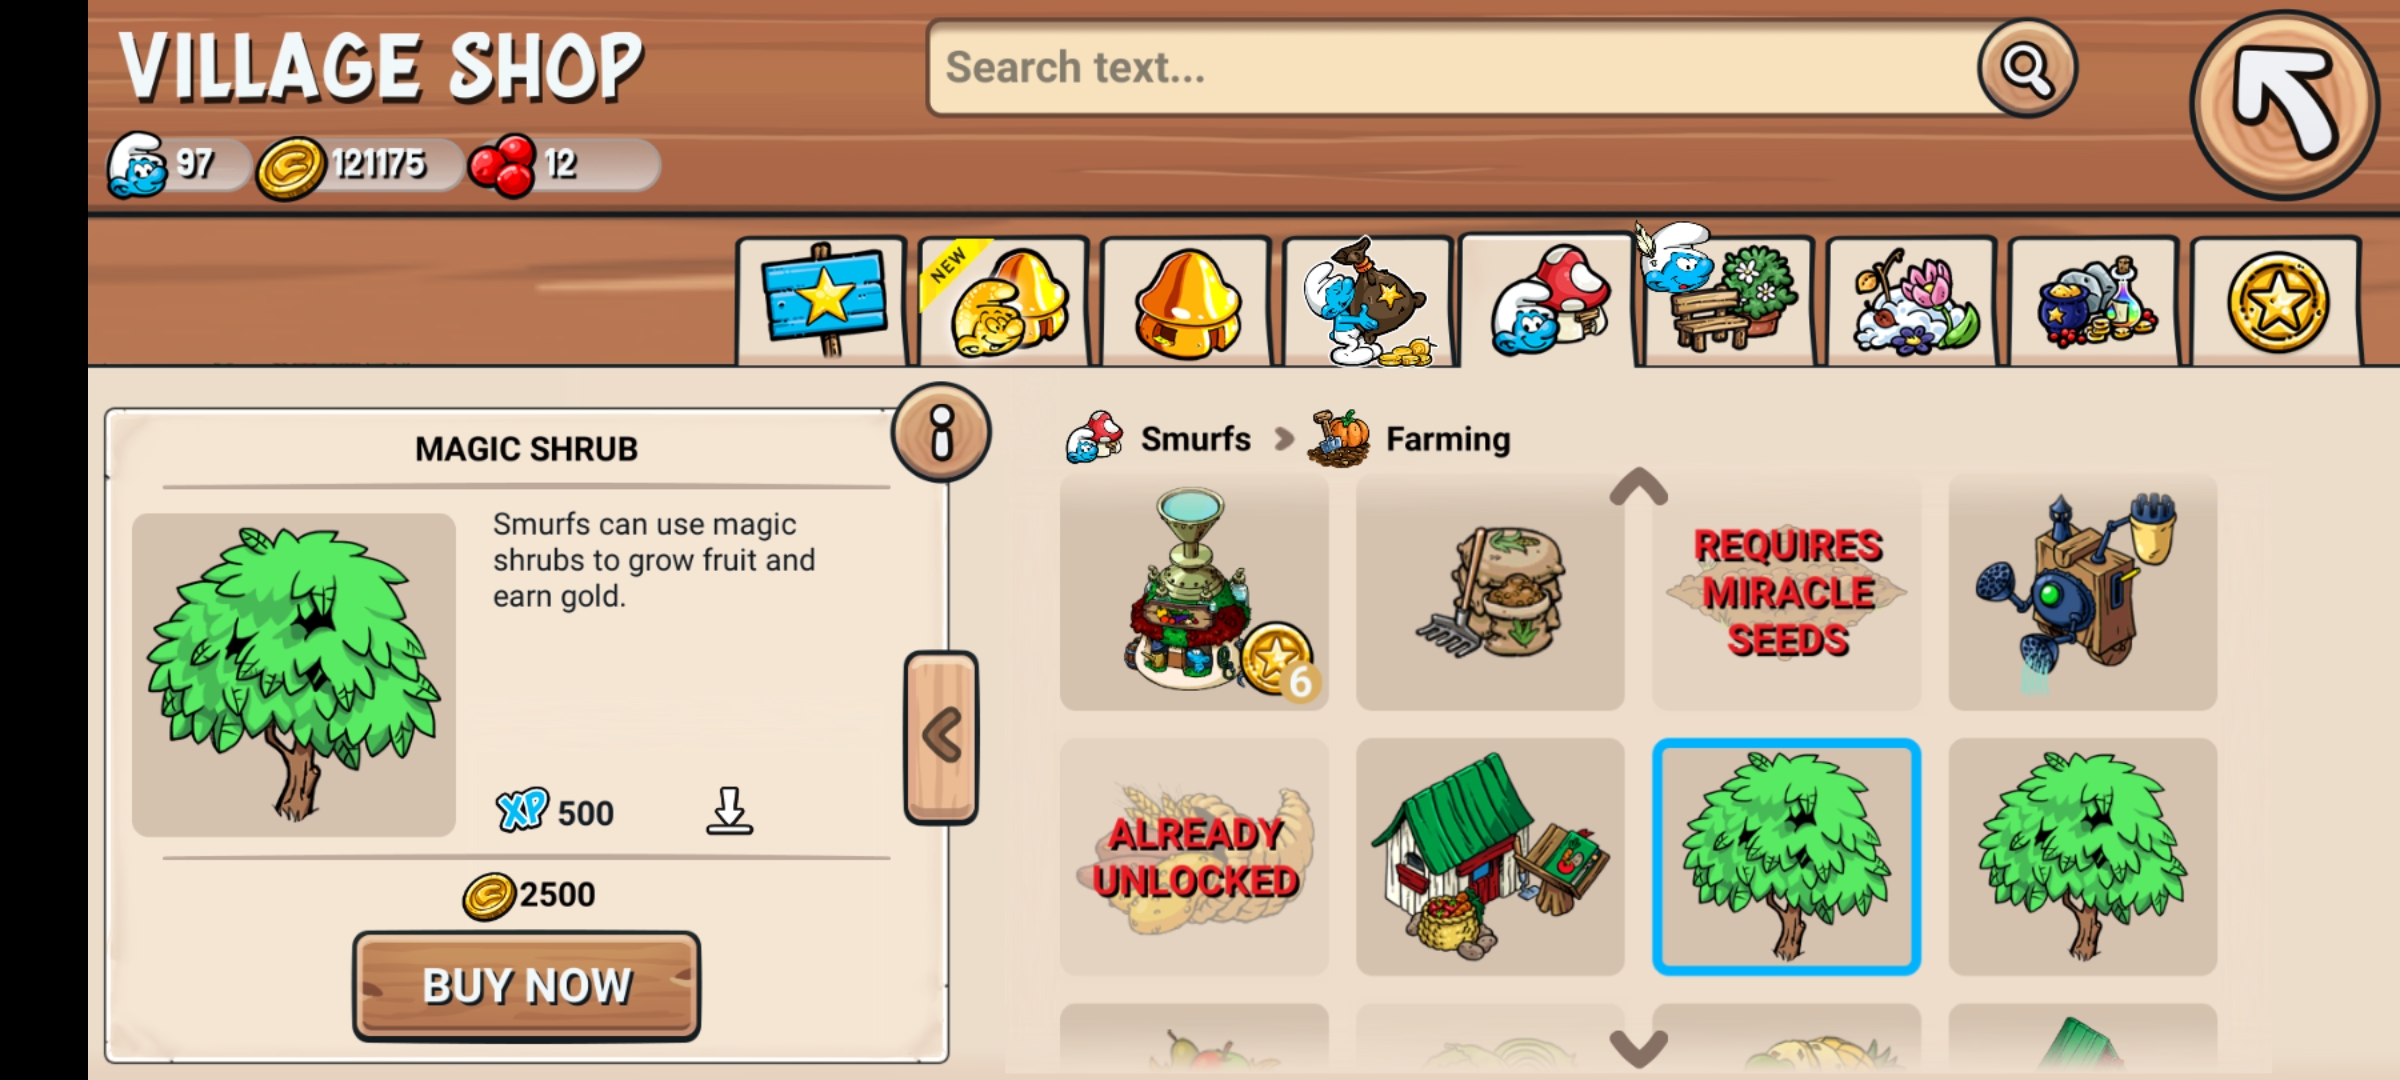 VILLAGE SHOP
Search text...
97
121175
12
NEW
MAGIC SHRUB
Smurfs can use magic
shrubs to grow fruit and
earn gold.
XP 500
2500
BUY NOW
Smurfs > Farming
6
REQUIRES
MIRACLE
SEEDS
ALREADY
UNLOCKED